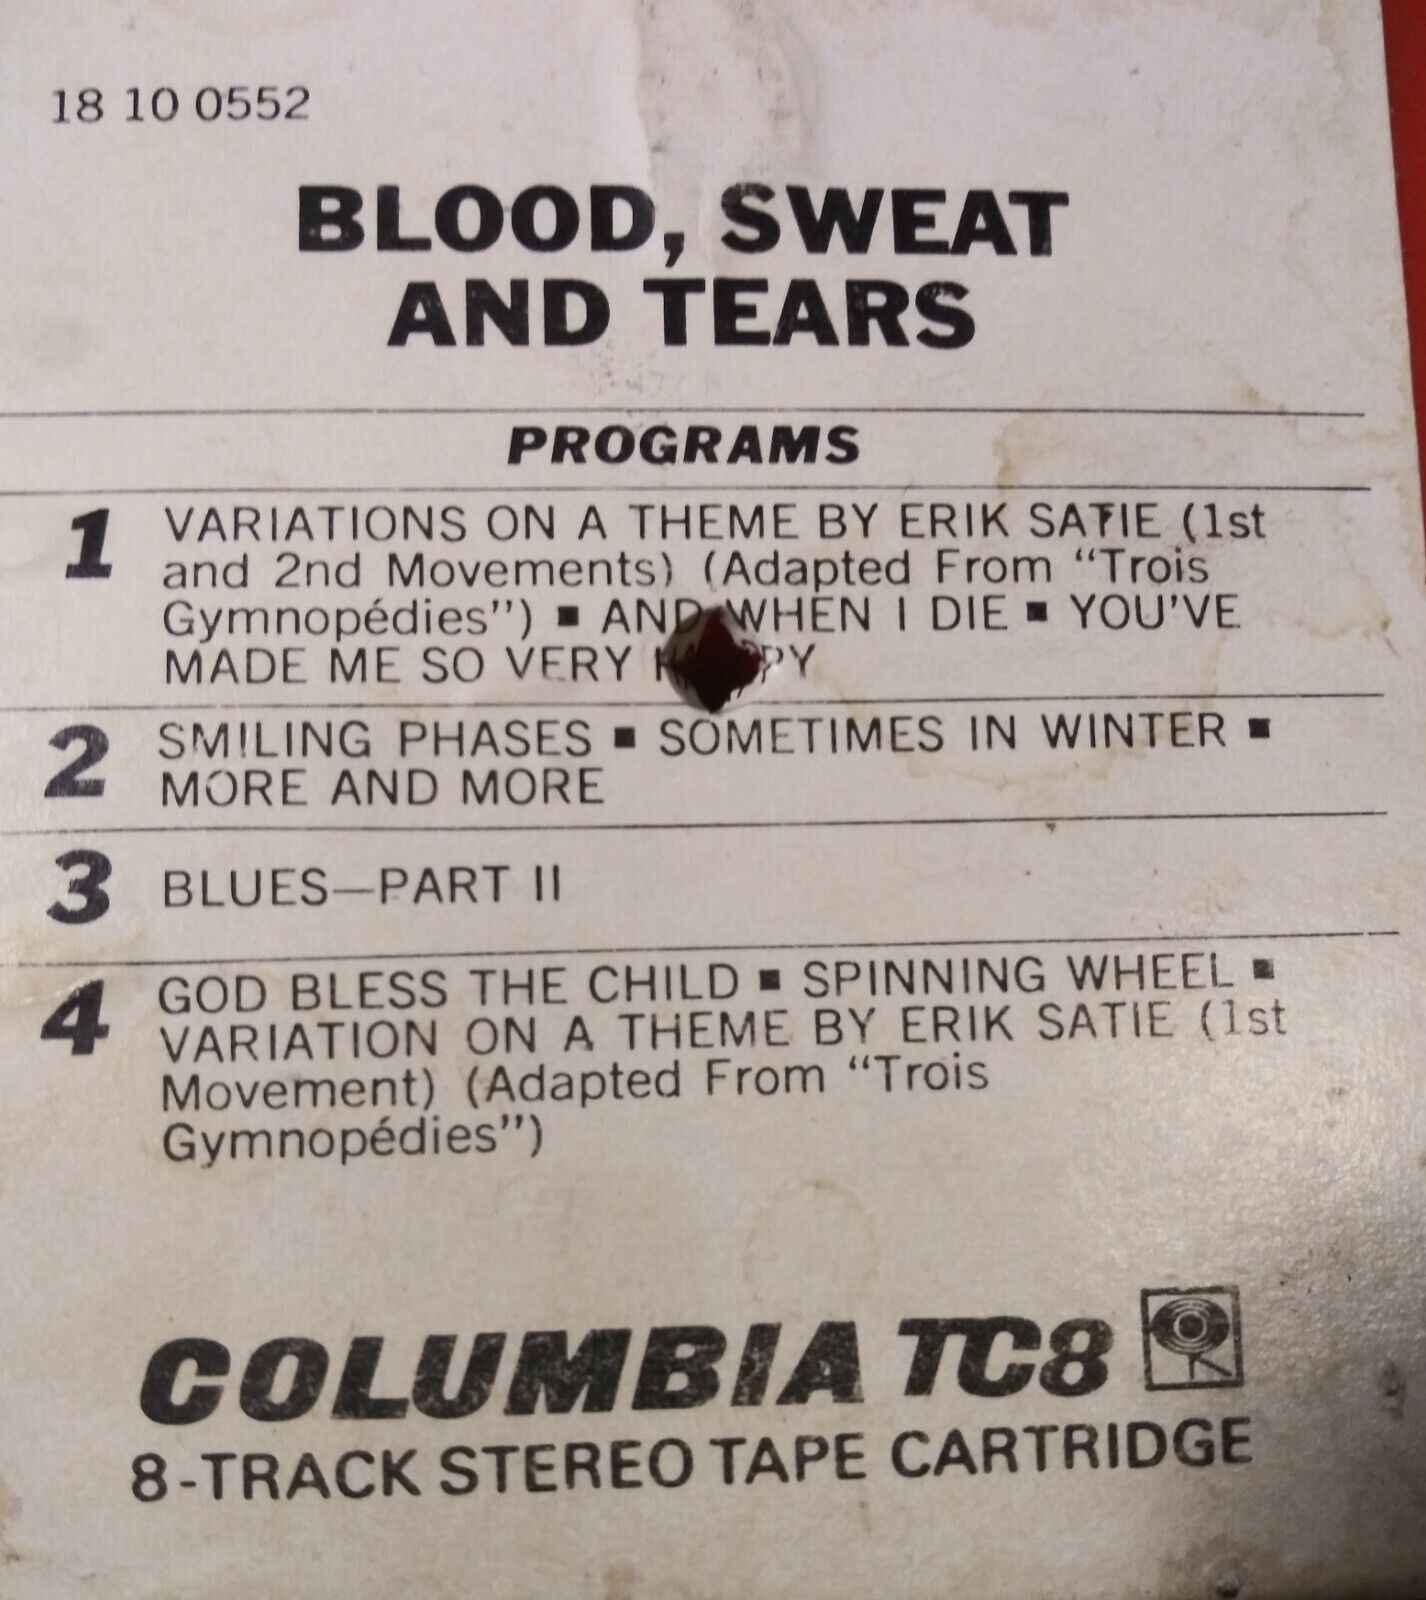 18 10 0552
BLOOD, SWEAT
AND TEARS
PROGRAMS
1 VARIATIONS ON A THEME BY ERIK SATIE (1st
and 2nd Movements) (Adapted From "Trois
Gymnopédies") ■ AND WHEN I DIE ■ YOU'VE
MADE ME SO VERY HAPPY
2 SMILING PHASES ■ SOMETIMES IN WINTER ■
MORE AND MORE
3 BLUES—PART II
4 GOD BLESS THE CHILD ■ SPINNING WHEEL ■
VARIATION ON A THEME BY ERIK SATIE (1st
Movement) (Adapted From "Trois
Gymnopédies")
COLUMBIA TC8
8-TRACK STEREO TAPE CARTRIDGE